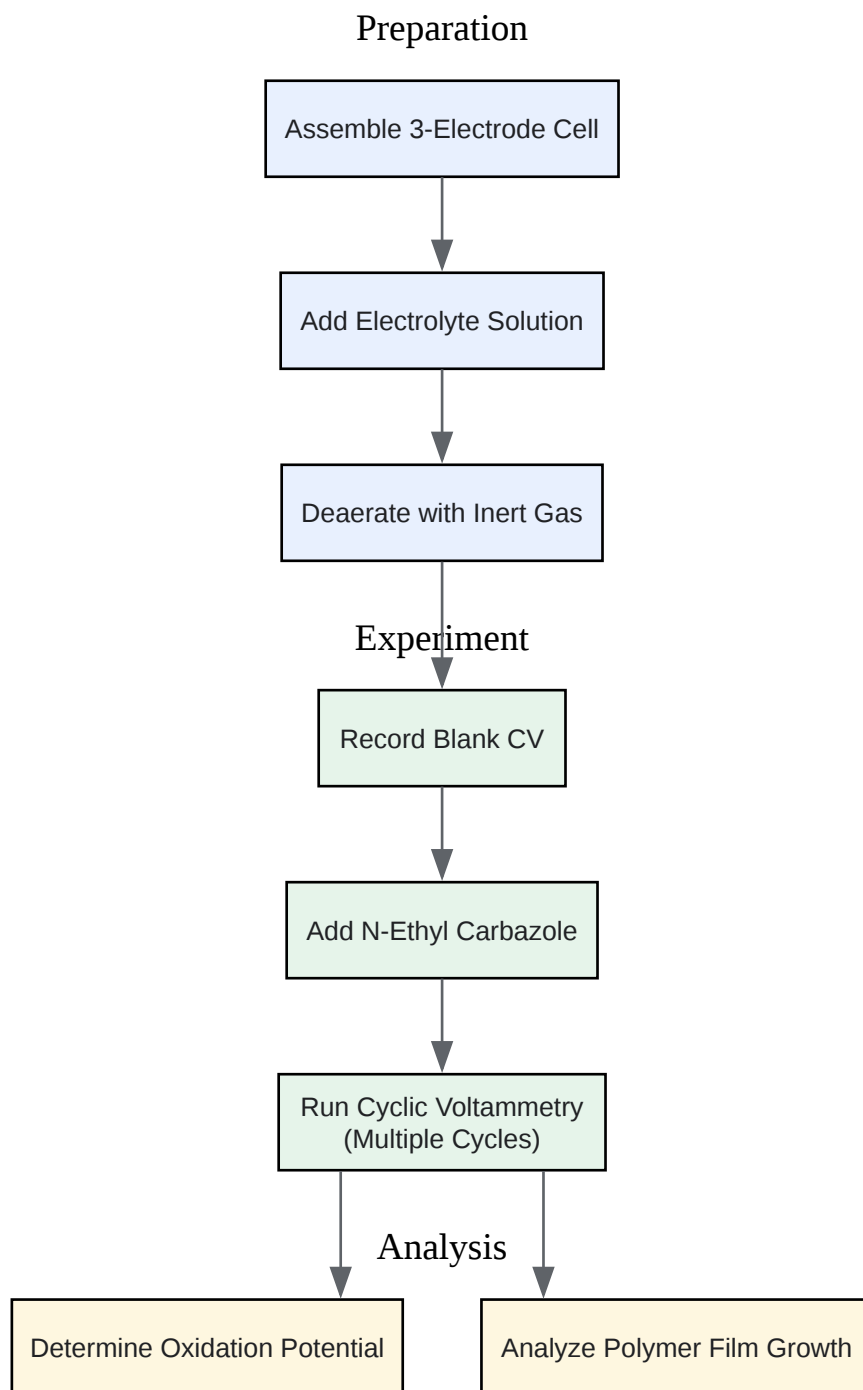 Preparation
Assemble 3-Electrode Cell
Add Electrolyte Solution
Deaerate with Inert Gas
Experiment
Record Blank CV
Add N-Ethyl Carbazole
Run Cyclic Voltammetry
(Multiple Cycles)
Analysis
Determine Oxidation Potential
Analyze Polymer Film Growth